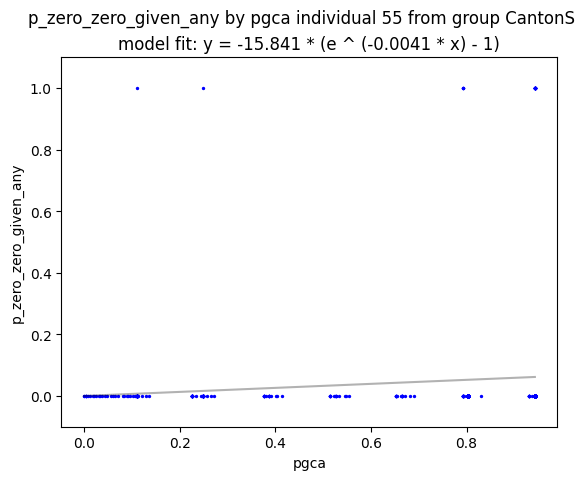 p_zero_zero_given_any by pgca individual 55 from group CantonS
model fit: y = -15.841 * (e ^ (-0.0041 * x) - 1)
1.0
0.8
0.6
0.4
0.2
0.0
p_zero_zero_given_any
0.0 0.2 0.4 0.6 0.8
pgca